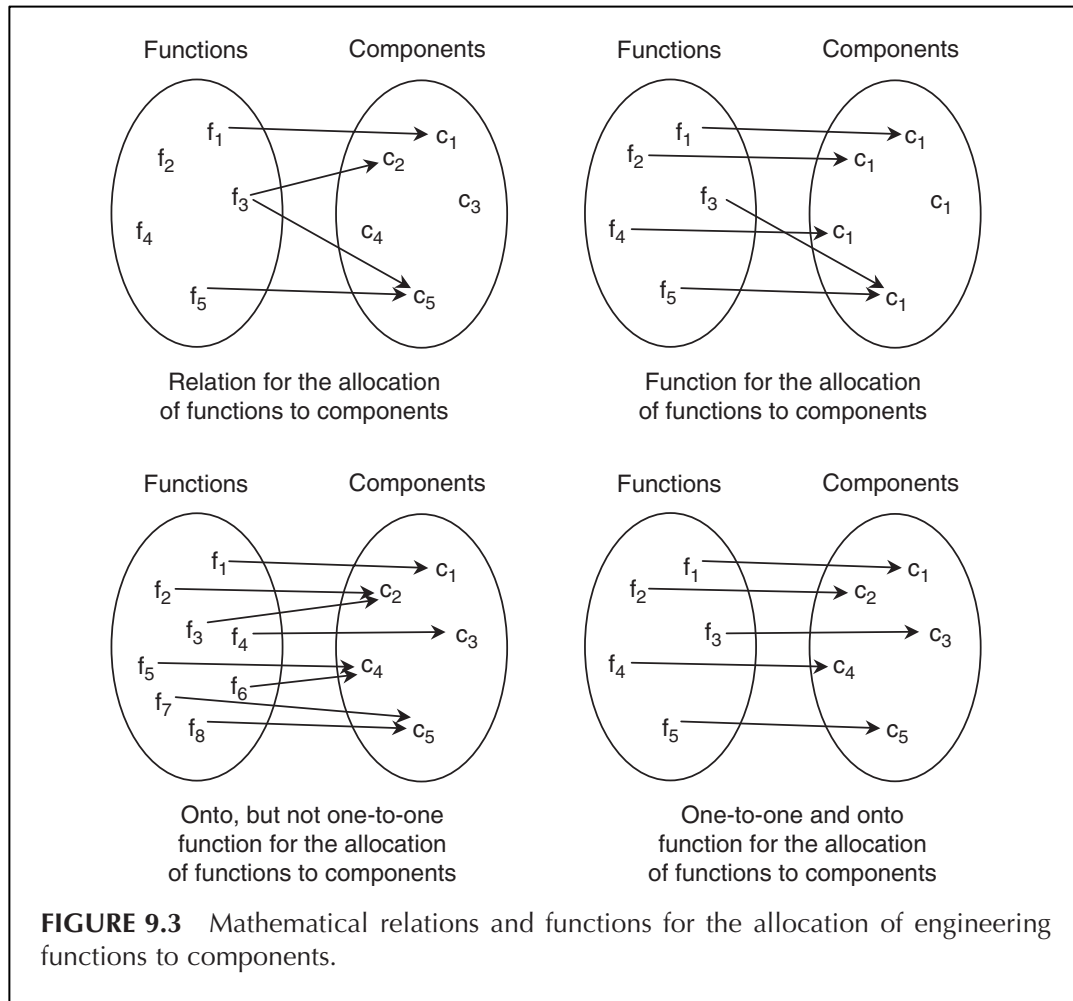 Functions Components
f₁ c₁
f₂ c₂
f₃ c₃
f₄ c₄
f₅ c₅
Relation for the allocation
of functions to components
Functions Components
f₁ c₁
f₂ c₁
f₃ c₁
f₄ c₁
f₅ c₁
Function for the allocation
of functions to components
Functions Components
f₁ c₁
f₂ c₂
f₃ f₄ c₃
f₅ c₄
f₆
f₇
f₈ c₅
Onto, but not one-to-one
function for the allocation
of functions to components
Functions Components
f₁ c₁
f₂ c₂
f₃ c₃
f₄ c₄
f₅ c₅
One-to-one and onto
function for the allocation
of functions to components
FIGURE 9.3 Mathematical relations and functions for the allocation of engineering
functions to components.